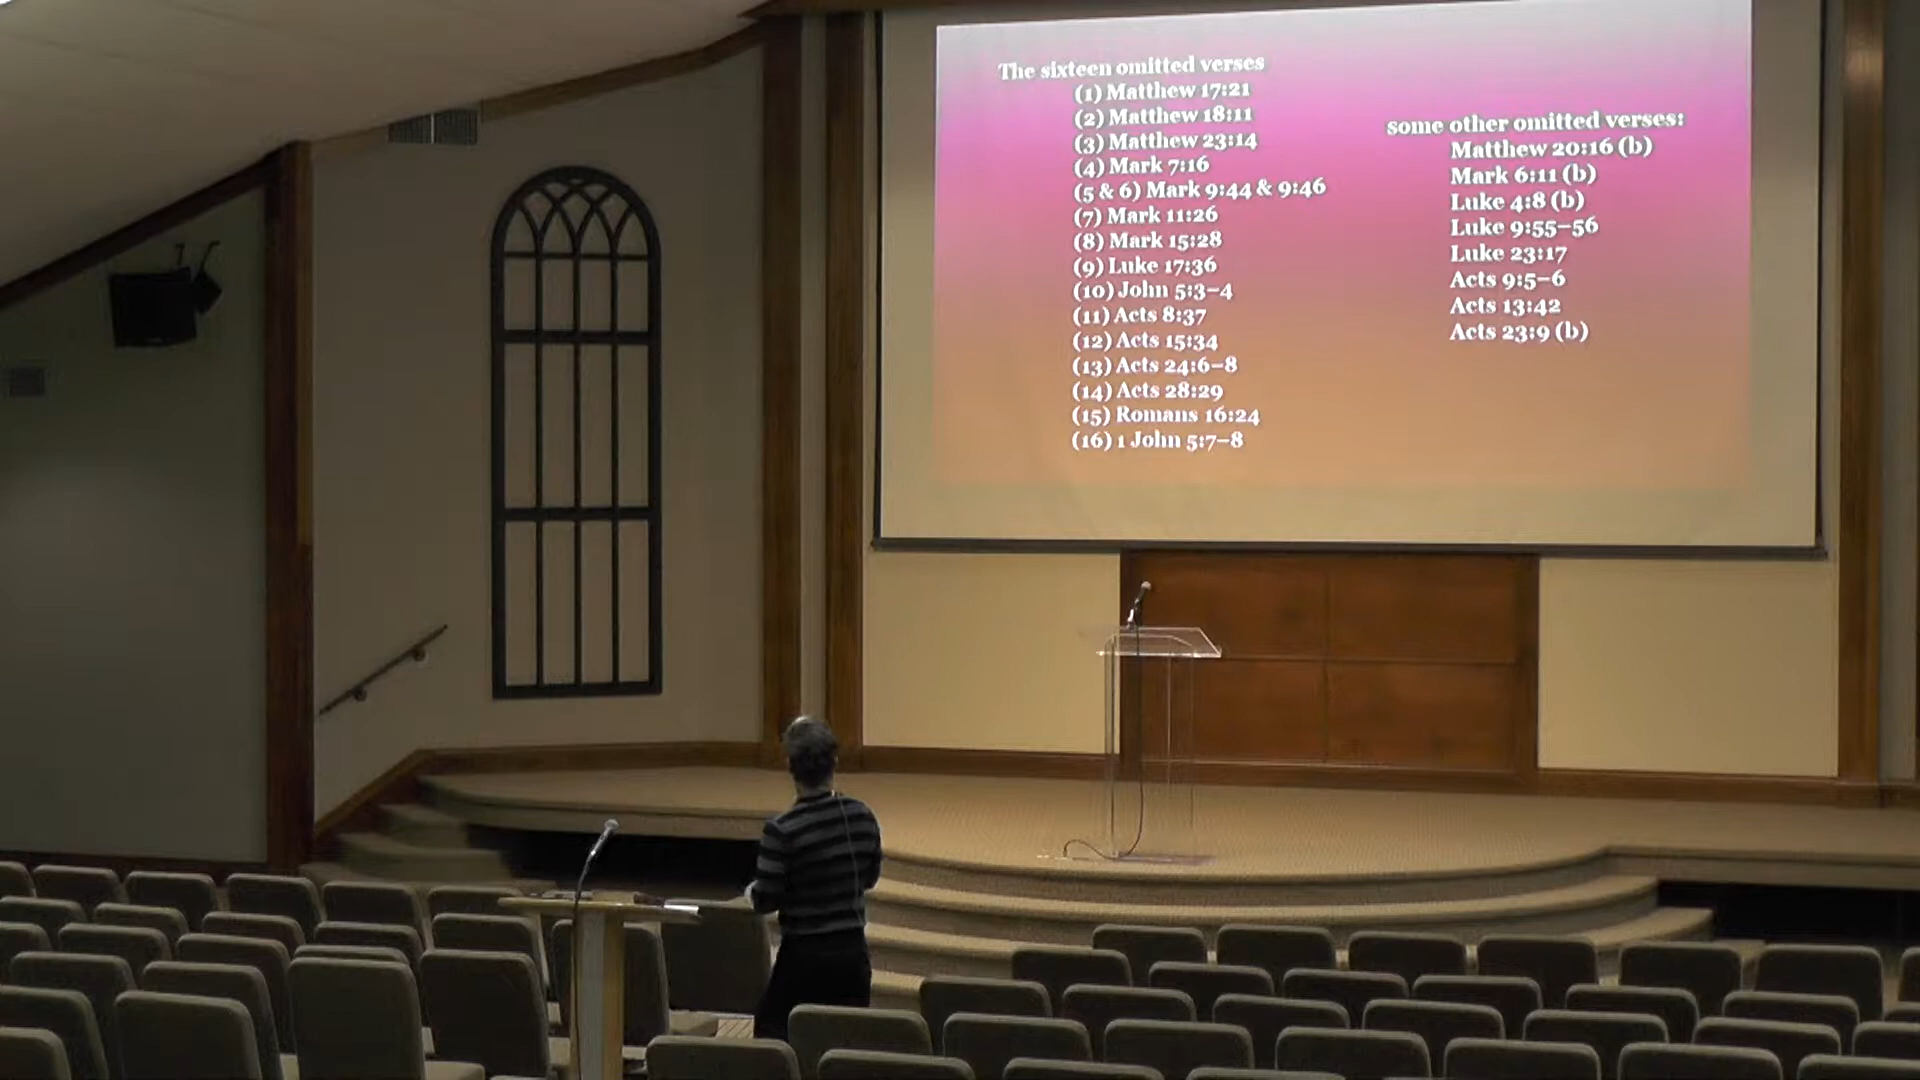 The sixteen omitted verses
(1) Matthew 17:21
(2) Matthew 18:11
(3) Matthew 23:14
(4) Mark 7:16
(5 & 6) Mark 9:44 & 9:46
(7) Mark 11:26
(8) Mark 15:28
(9) Luke 17:36
(10) John 5:3–4
(11) Acts 8:37
(12) Acts 15:34
(13) Acts 24:6–8
(14) Acts 28:29
(15) Romans 16:24
(16) 1 John 5:7–8
some other omitted verses:
Matthew 20:16 (b)
Mark 6:11 (b)
Luke 4:8 (b)
Luke 9:55–56
Luke 23:17
Acts 9:5–6
Acts 13:42
Acts 23:9 (b)